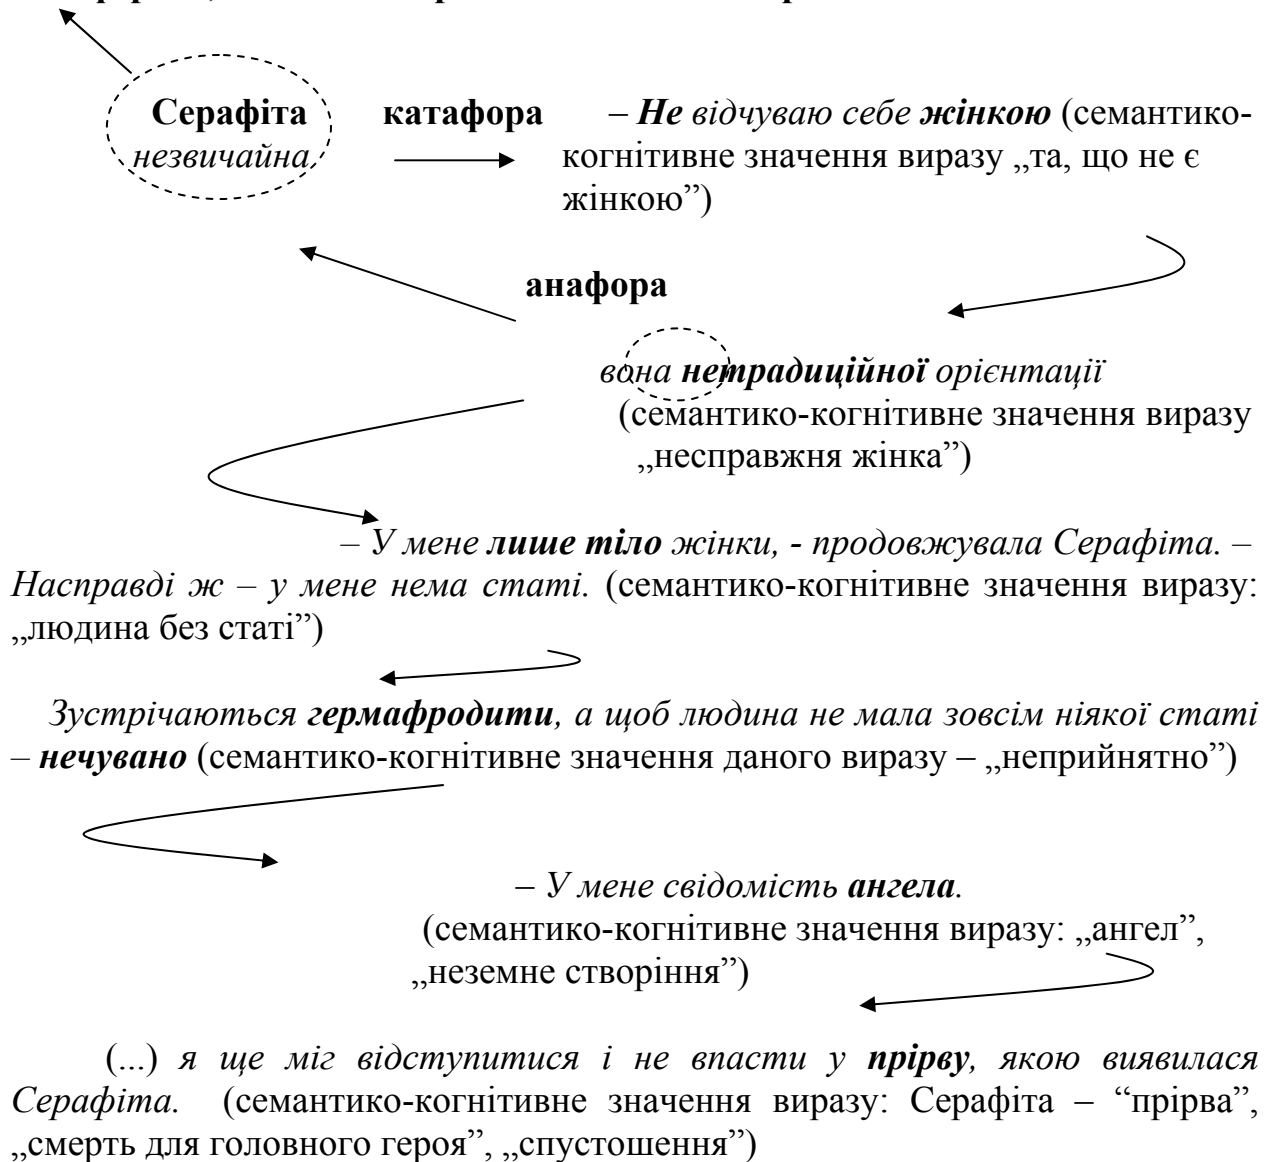 Серафіта катафора – Не відчуваю себе жінкою (семантико-
незвичайна когнітивне значення виразу „та, що не є
жінкою”)
анафора
вона нетрадиційної орієнтації
(семантико-когнітивне значення виразу
„несправжня жінка”)
– У мене лише тіло жінки, - продовжувала Серафіта. –
Насправді ж – у мене нема статі. (семантико-когнітивне значення виразу:
„людина без статі”)
Зустрічаються гермафродити, а щоб людина не мала зовсім ніякої статі
– нечувано (семантико-когнітивне значення даного виразу – „неприйнятно”)
– У мене свідомість ангела.
(семантико-когнітивне значення виразу: „ангел”,
„неземне створіння”)
(...) я ще міг відступитися і не впасти у прірву, якою виявилася
Серафіта. (семантико-когнітивне значення виразу: Серафіта – “прірва”,
„смерть для головного героя”, „спустошення”)